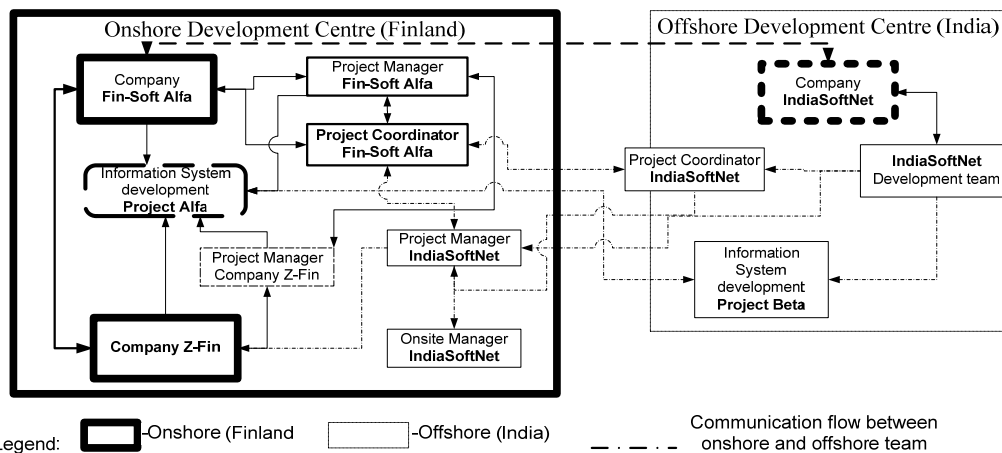 Onshore Development Centre (Finland)
Offshore Development Centre (India)
Company
Fin-Soft Alfa
Project Manager
Fin-Soft Alfa
Project Coordinator
Fin-Soft Alfa
Information System
development
Project Alfa
Project Manager
Company Z-Fin
Project Manager
IndiaSoftNet
Company Z-Fin
Onsite Manager
IndiaSoftNet
Company
IndiaSoftNet
Project Coordinator
IndiaSoftNet
IndiaSoftNet
Development team
Information
System
development
Project Beta
Legend:
-Onshore (Finland
-Offshore (India)
Communication flow between
onshore and offshore team